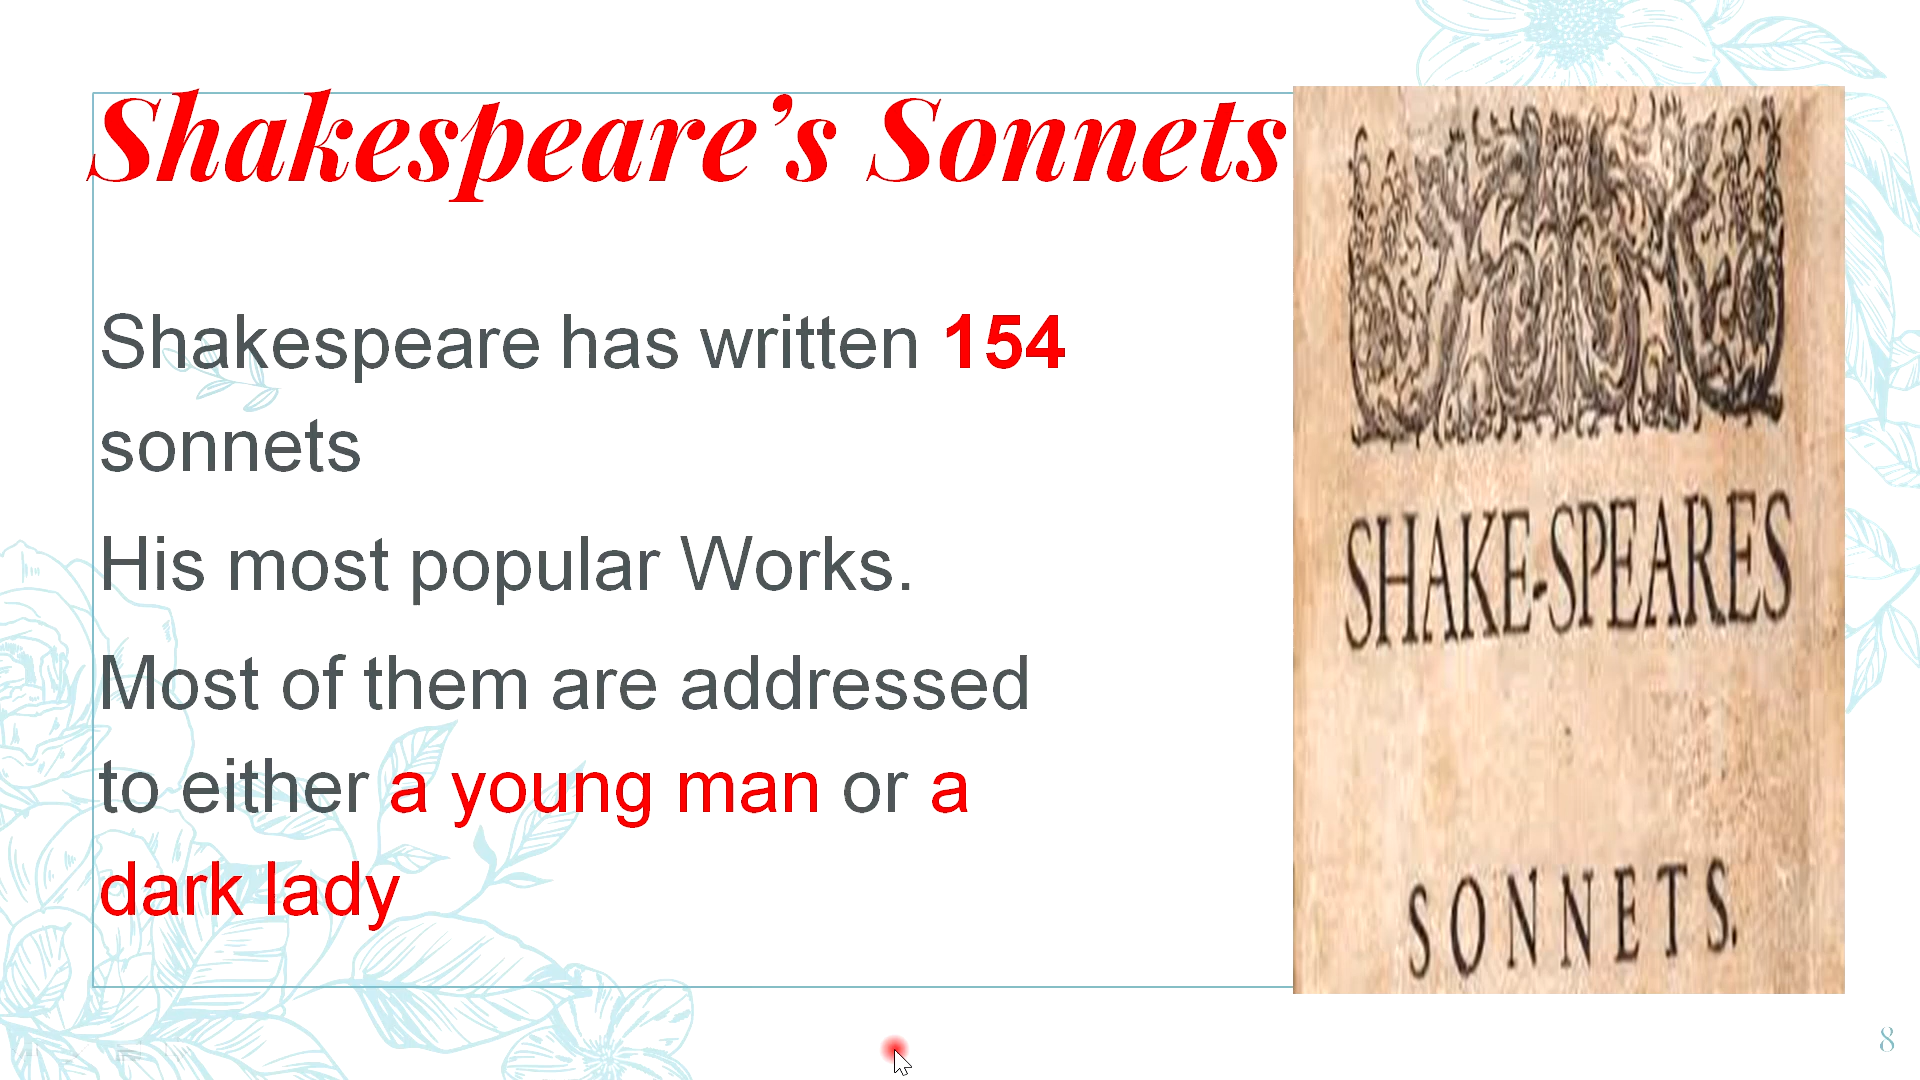 Shakespeare’s Sonnets
Shakespeare has written 154
sonnets
His most popular Works.
Most of them are addressed
to either a young man or a
dark lady
SHAKE-SPEARES
SONNETS.
8